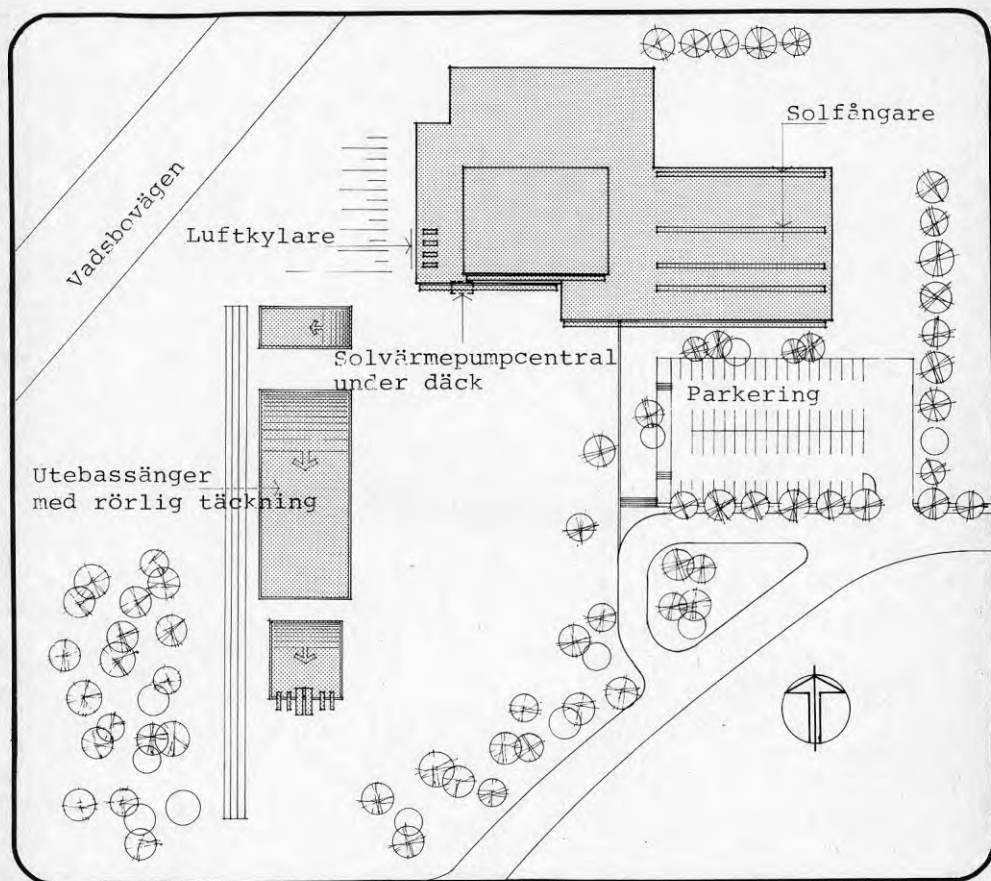 Solfångare
Vadsbovägen
Luftkylare
Solvärmepumpcentral
under däck
Parkering
Utebassänger
med rörlig täckning